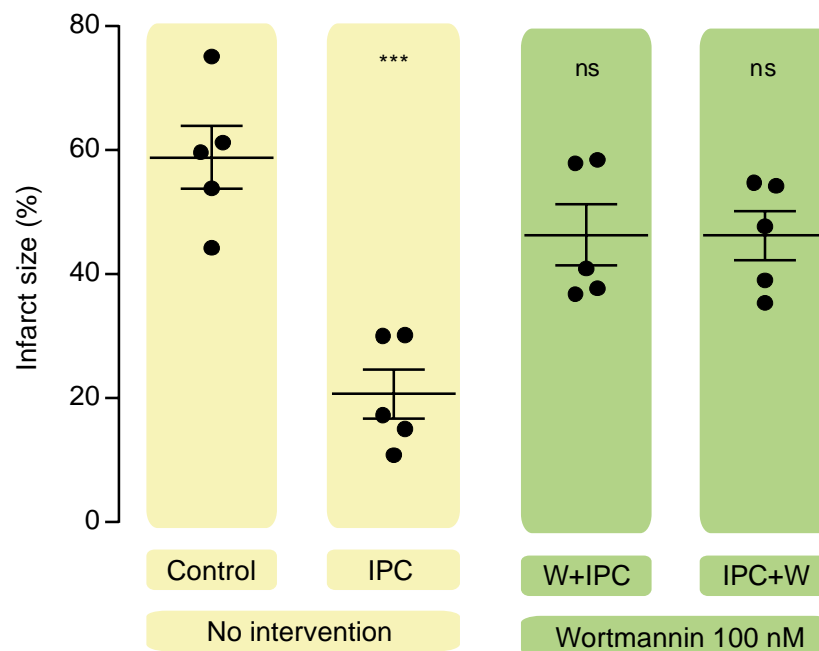 80
60
40
20
0
Infarct size (%)
***
ns
ns
Control
IPC
W+IPC
IPC+W
No intervention
Wortmannin 100 nM